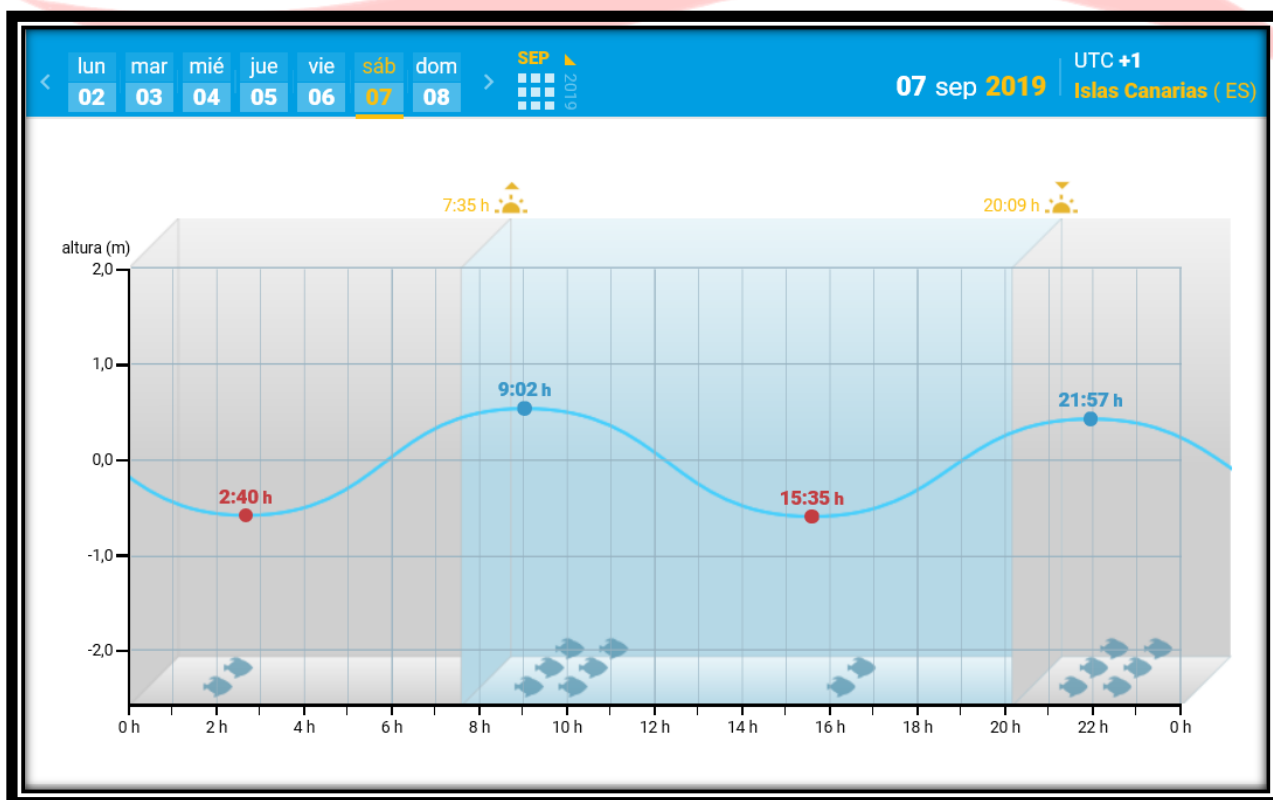 lun mar mié jue vie sáb dom
02 03 04 05 06 07 08
SEP
2019
07 sep 2019
UTC +1
Islas Canarias ( ES)
7:35 h
20:09 h
altura (m)
2,0
1,0
0,0
-1,0
-2,0
2:40 h
9:02 h
15:35 h
21:57 h
0 h 2 h 4 h 6 h 8 h 10 h 12 h 14 h 16 h 18 h 20 h 22 h 0 h